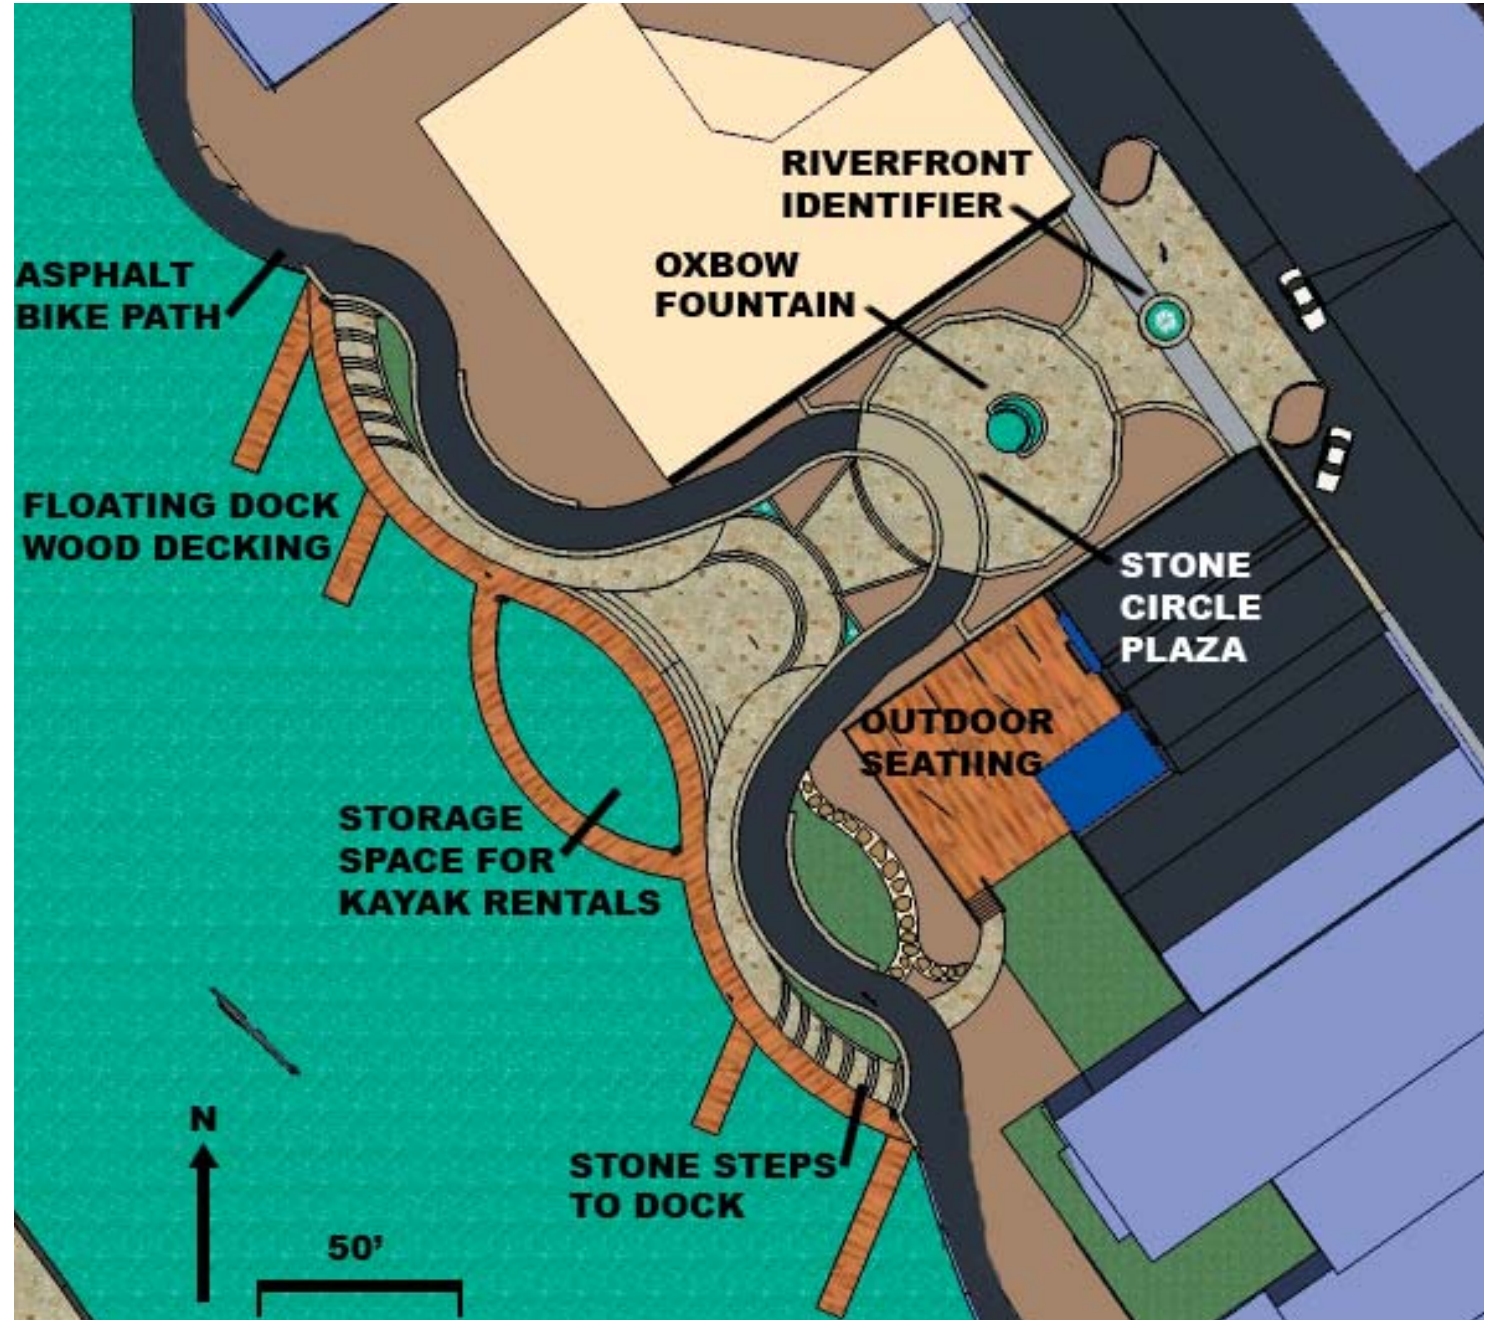 RIVERFRONT
IDENTIFIER
OXBOW
FOUNTAIN
ASPHALT
BIKE PATH
FLOATING DOCK
WOOD DECKING
STONE
CIRCLE
PLAZA
OUTDOOR
SEATIING
STORAGE
SPACE FOR
KAYAK RENTALS
STONE STEPS
TO DOCK
N
50’